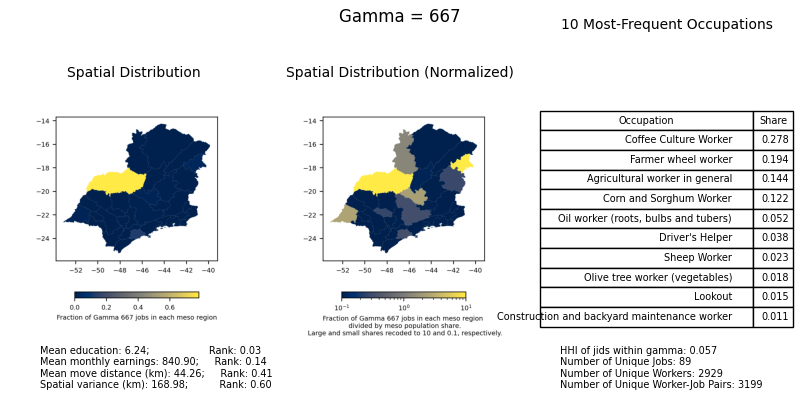 Gamma = 667
10 Most-Frequent Occupations
Spatial Distribution
Spatial Distribution (Normalized)
−14
−16
−18
−20
−22
−24
−52 −50 −48 −46 −44 −42 −40
0.0 0.2 0.4 0.6
Fraction of Gamma 667 jobs in each meso region
−14
−16
−18
−20
−22
−24
−52 −50 −48 −46 −44 −42 −40
10⁻¹ 10⁰ 10¹
Fraction of Gamma 667 jobs in each meso region
divided by meso population share.
Large and small shares recoded to 10 and 0.1, respectively.
Occupation Share
Coffee Culture Worker 0.278
Farmer wheel worker 0.194
Agricultural worker in general 0.144
Corn and Sorghum Worker 0.122
Oil worker (roots, bulbs and tubers) 0.052
Driver's Helper 0.038
Sheep Worker 0.023
Olive tree worker (vegetables) 0.018
Lookout 0.015
Construction and backyard maintenance worker 0.011
Mean education: 6.24; Rank: 0.03
Mean monthly earnings: 840.90; Rank: 0.14
Mean move distance (km): 44.26; Rank: 0.41
Spatial variance (km): 168.98; Rank: 0.60
HHI of jids within gamma: 0.057
Number of Unique Jobs: 89
Number of Unique Workers: 2929
Number of Unique Worker-Job Pairs: 3199